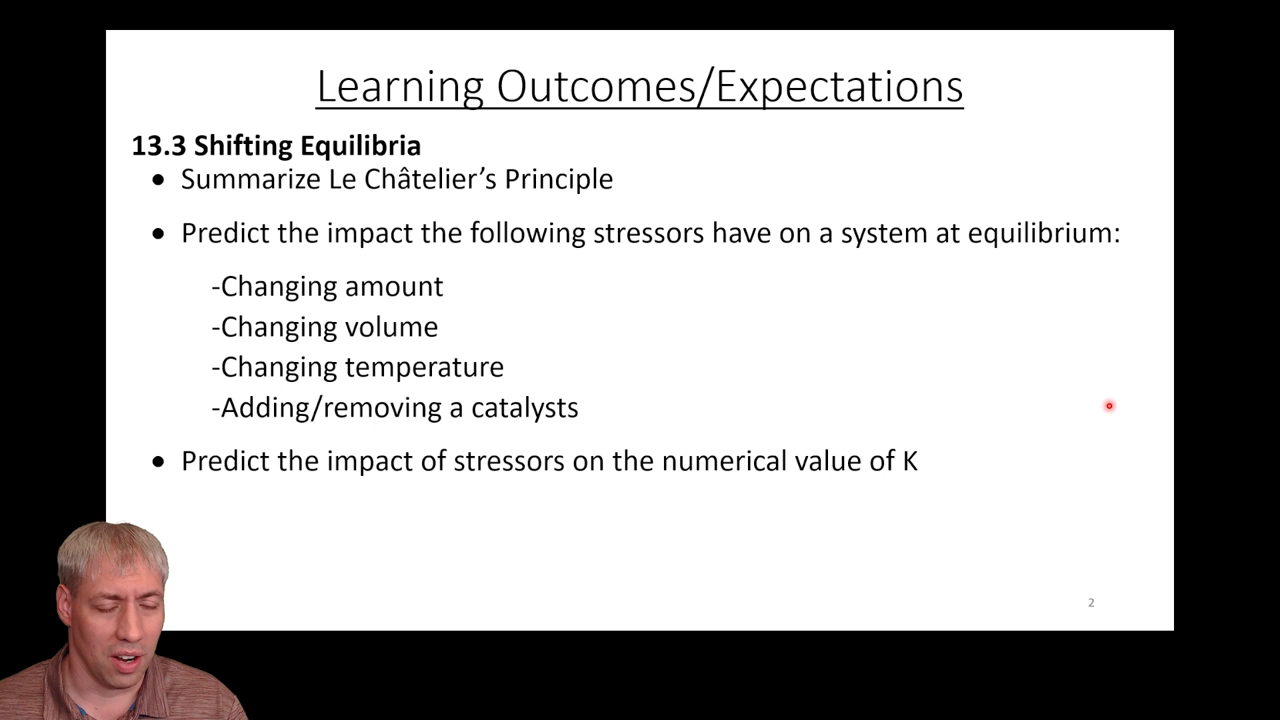 Learning Outcomes/Expectations
13.3 Shifting Equilibria
• Summarize Le Châtelier’s Principle
• Predict the impact the following stressors have on a system at equilibrium:
-Changing amount
-Changing volume
-Changing temperature
-Adding/removing a catalysts
• Predict the impact of stressors on the numerical value of K
2